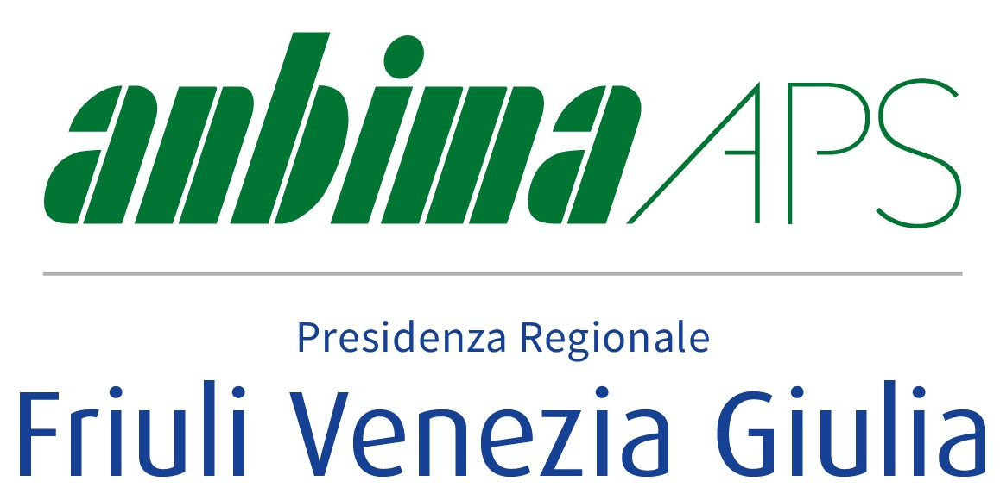 anbima APS
Presidenza Regionale
Friuli Venezia Giulia